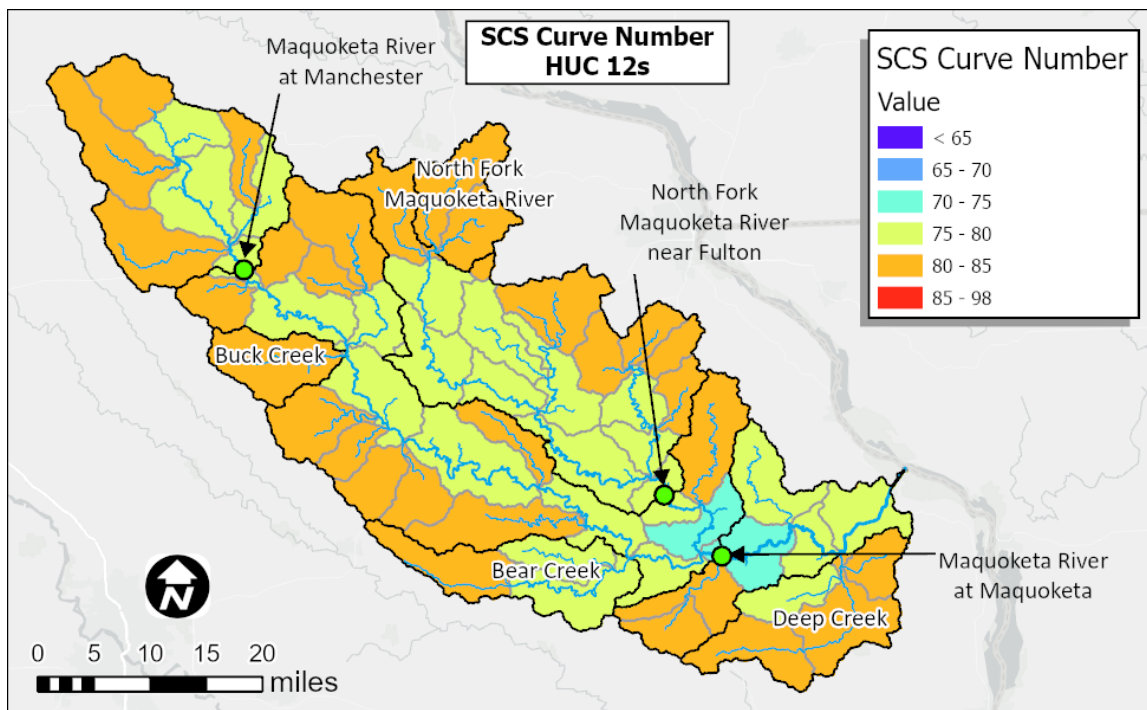 SCS Curve Number
HUC 12s
Maquoketa River
at Manchester
North Fork
Maquoketa River
North Fork
Maquoketa River
near Fulton
Buck Creek
Bear Creek
Deep Creek
Maquoketa River
at Maquoketa
SCS Curve Number
Value
< 65
65 - 70
70 - 75
75 - 80
80 - 85
85 - 98
N
0 5 10 15 20
miles